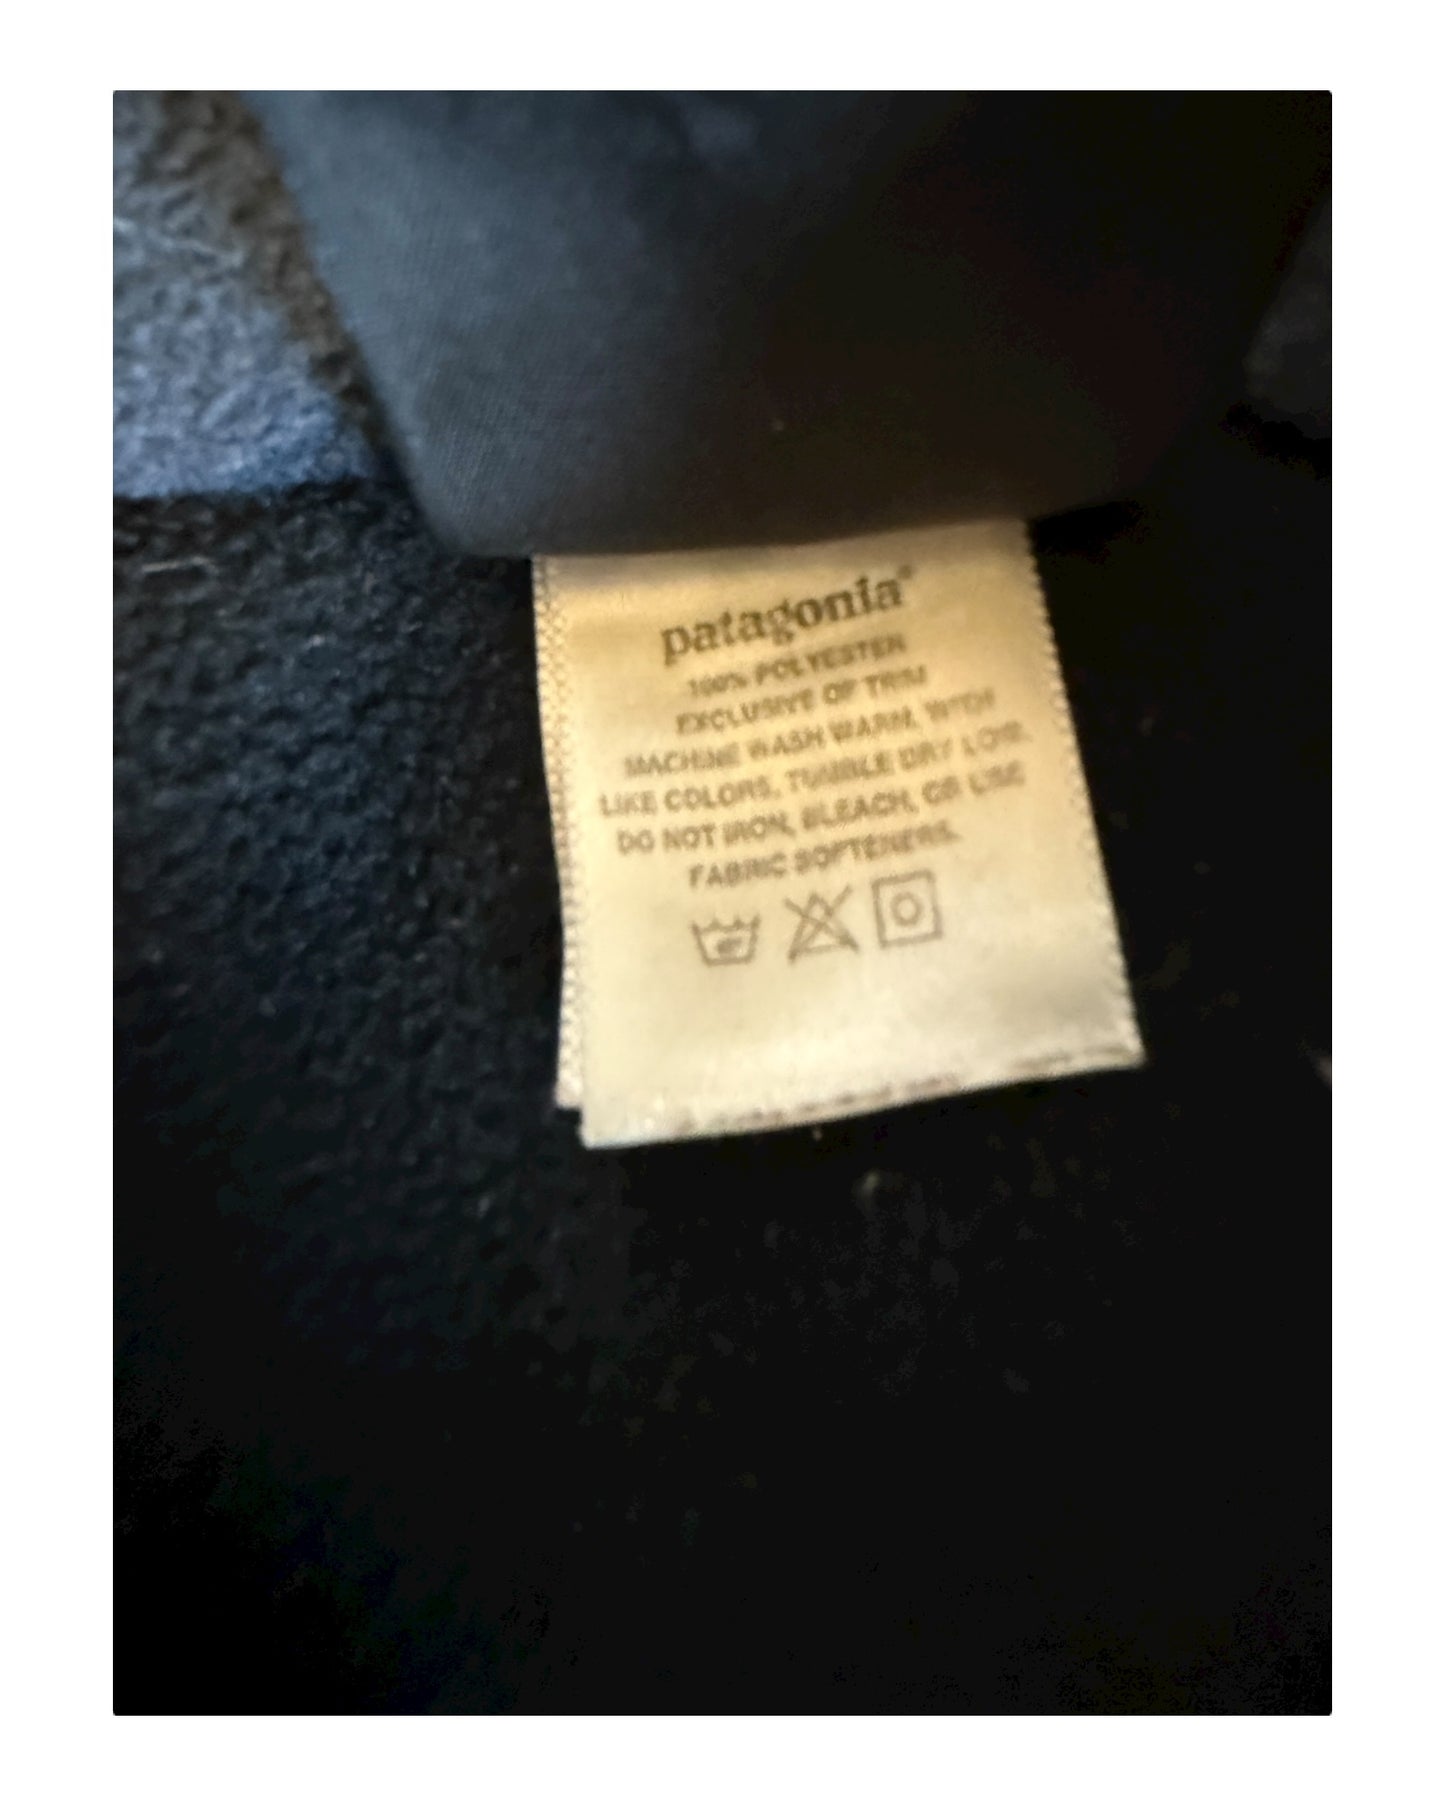 patagonia®
100% POLYESTER
EXCLUSIVE OF TRIM
MACHINE WASH WARM, WITH
LIKE COLORS, TUMBLE DRY LOW.
DO NOT IRON, BLEACH, OR USE
FABRIC SOFTENERS.